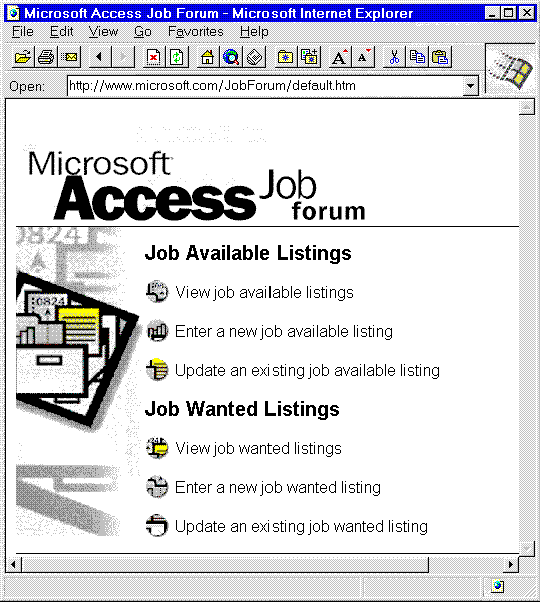 Microsoft Access Job Forum - Microsoft Internet Explorer
File Edit View Go Favorites Help
A A
Open: http://www.microsoft.com/JobForum/default.htm
Microsoft
Access Job
forum
0824
0824
Job Available Listings
View job available listings
Enter a new job available listing
Update an existing job available listing
Job Wanted Listings
View job wanted listings
Enter a new job wanted listing
Update an existing job wanted listing